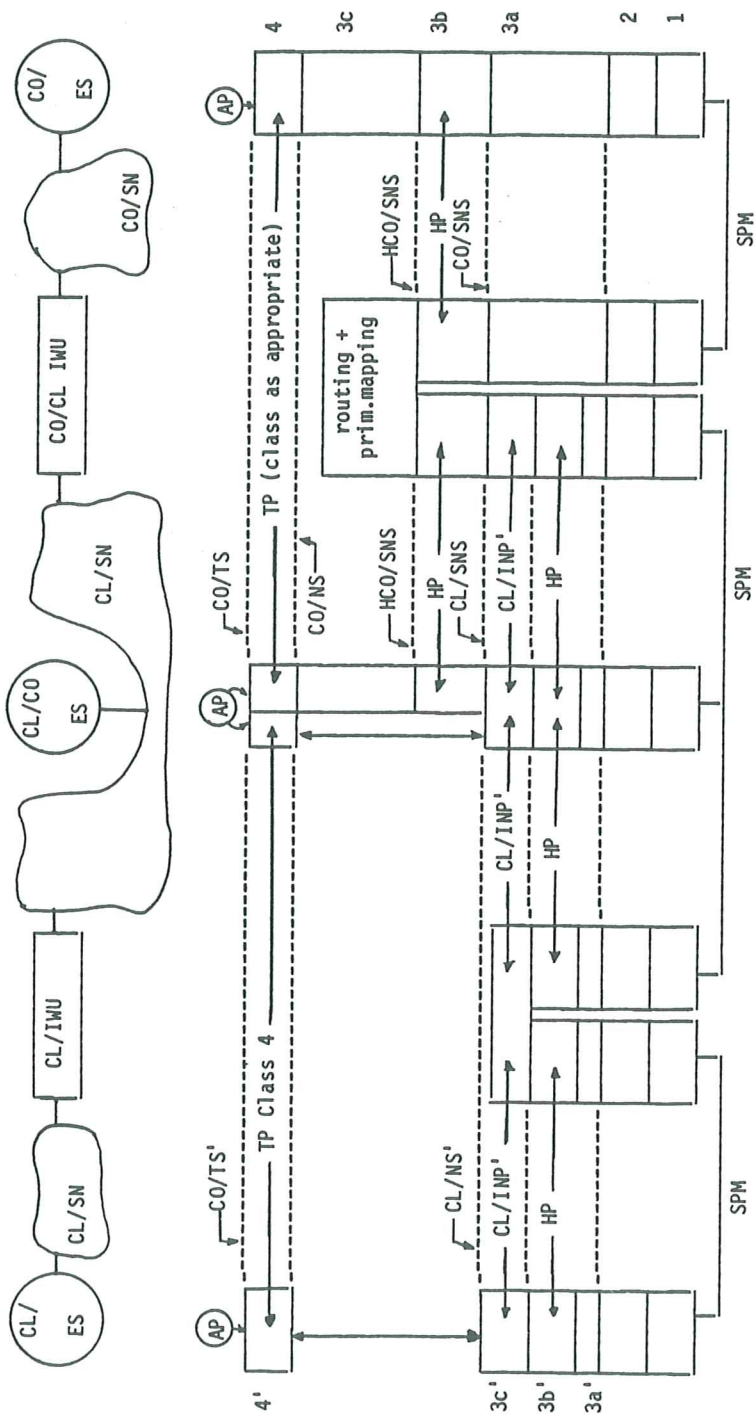 CL/ ES
CL/SN
CL/IWU
CL/CO ES
CL/SN
CO/CL IWU
CO/SN
CO/ ES
AP
AP
AP
CO/TS'
CO/TS
4'
TP Class 4
TP (class as appropriate)
4
CO/NS
3c
routing +
prim.mapping
HCO/SNS
HCO/SNS
HP
HP
3b
CL/NS'
CL/SNS
CO/SNS
3c'
CL/INP'
CL/INP'
CL/INP'
3a
3b'
HP
HP
HP
3a'
2
1
SPM
SPM
SPM